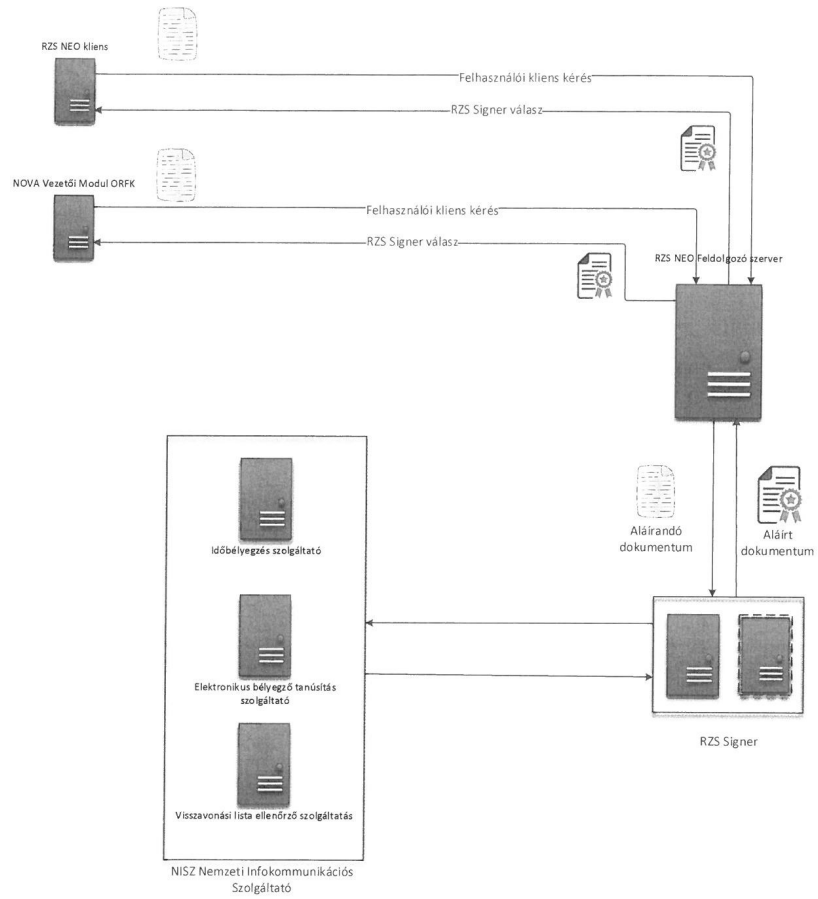 RZS NEO kliens
Felhasználói kliens kérés
RZS Signer válasz
NOVA Vezetői Modul ORFK
Felhasználói kliens kérés
RZS Signer válasz
RZS NEO Feldolgozó szerver
Időbélyegzés szolgáltató
Aláírandó
dokumentum
Aláírt
dokumentum
Elektronikus bélyegző tanúsítás
szolgáltató
RZS Signer
Visszavonási lista ellenőrző szolgáltatás
NISZ Nemzeti Infokommunikációs
Szolgáltató